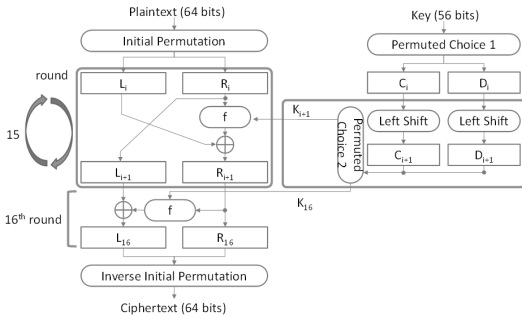 Plaintext (64 bits)
Key (56 bits)
Initial Permutation
Permuted Choice 1
round
Li
Ri
Ci
Di
Ki+1
f
Left Shift
Left Shift
15
Permuted
Choice 2
Li+1
Ri+1
Ci+1
Di+1
16th round
f
K16
L16
R16
Inverse Initial Permutation
Ciphertext (64 bits)